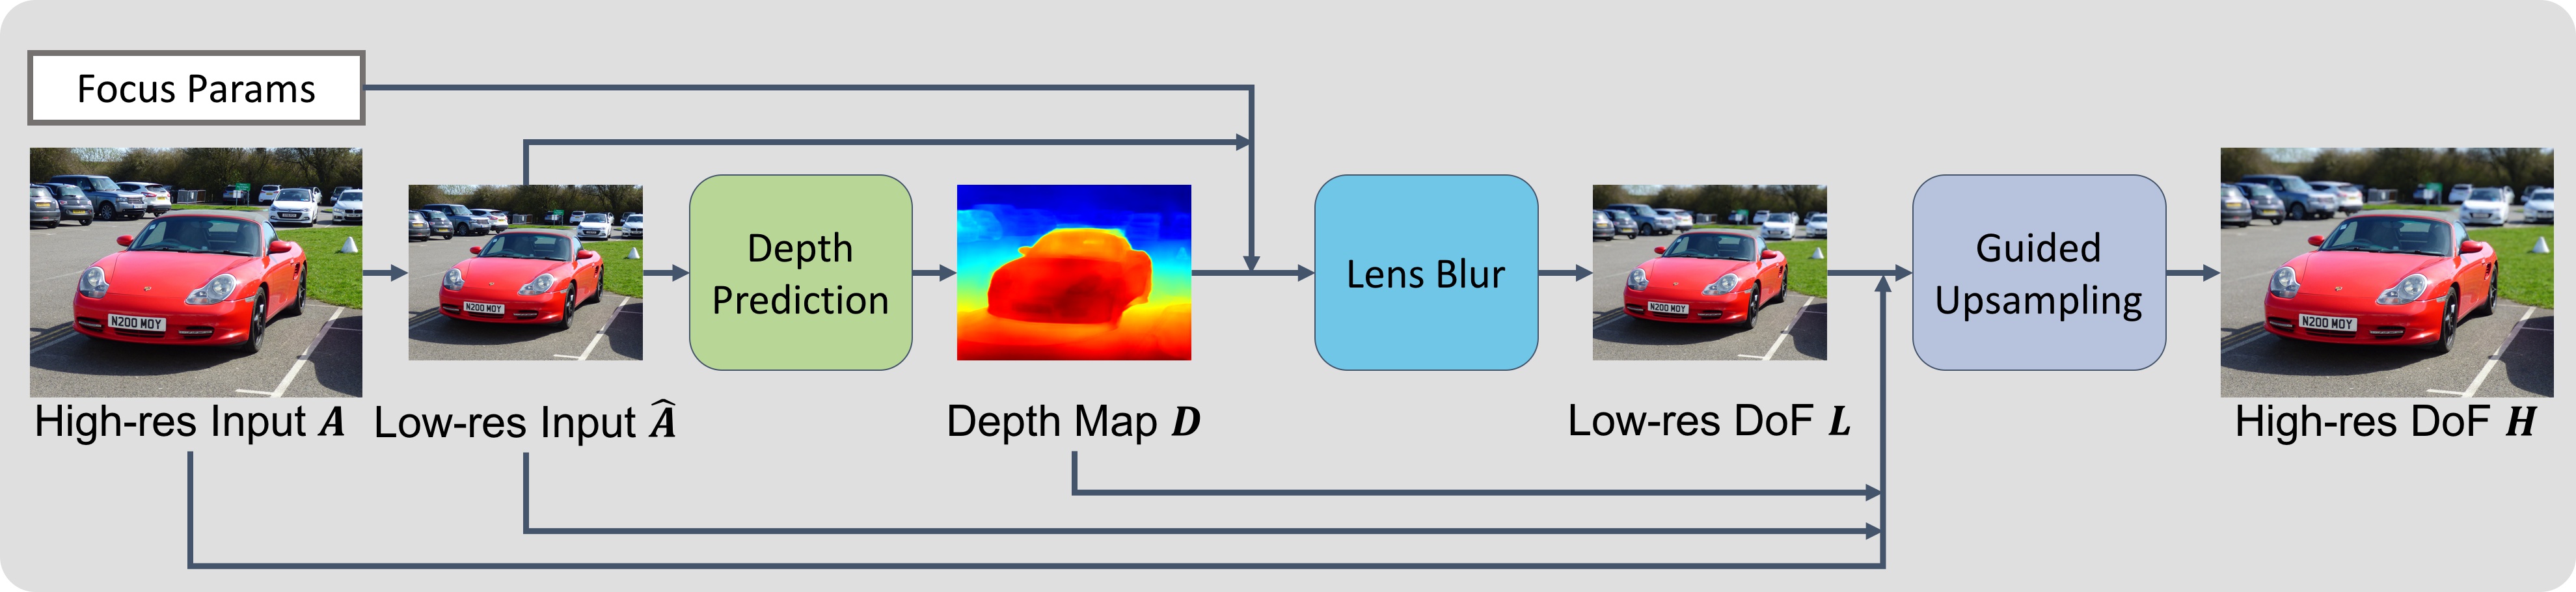 Focus Params
N200 MOY
N200 MOY
Depth
Prediction
Lens Blur
N200 MOY
Guided
Upsampling
N200 MOY
High-res Input A
Low-res Input Â
Depth Map D
Low-res DoF L
High-res DoF H